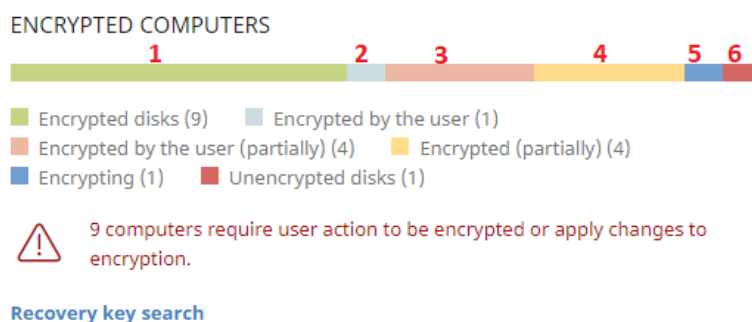 ENCRYPTED COMPUTERS
1 2 3 4 5 6
Encrypted disks (9) Encrypted by the user (1)
Encrypted by the user (partially) (4) Encrypted (partially) (4)
Encrypting (1) Unencrypted disks (1)
9 computers require user action to be encrypted or apply changes to
encryption.
Recovery key search